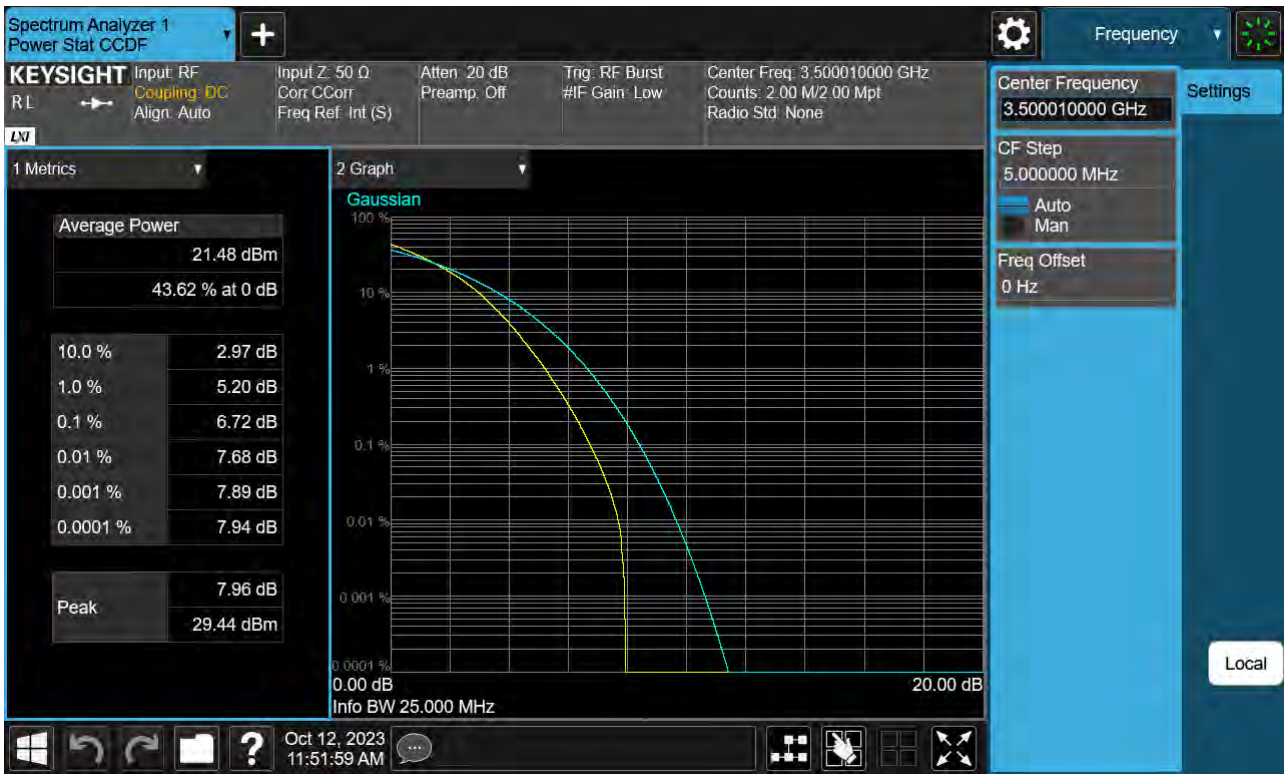 Spectrum Analyzer 1
Power Stat CCDF
+
Frequency
KEYSIGHT
R L
LXI
Input: RF
Coupling: DC
Align: Auto
Input Z: 50 Ω
Corr CCorr
Freq Ref: Int (S)
Atten: 20 dB
Preamp: Off
Trig: RF Burst
#IF Gain: Low
Center Freq: 3.500010000 GHz
Counts: 2.00 M/2.00 Mpt
Radio Std: None
Center Frequency
3.500010000 GHz
Settings
CF Step
5.000000 MHz
Auto
Man
Freq Offset
0 Hz
Local
1 Metrics
Average Power
21.48 dBm
43.62 % at 0 dB
10.0 % 2.97 dB
1.0 % 5.20 dB
0.1 % 6.72 dB
0.01 % 7.68 dB
0.001 % 7.89 dB
0.0001 % 7.94 dB
Peak
7.96 dB
29.44 dBm
2 Graph
Gaussian
100 %
10 %
1 %
0.1 %
0.01 %
0.001 %
0.0001 %
0.00 dB 20.00 dB
Info BW 25.000 MHz
?
Oct 12, 2023
11:51:59 AM